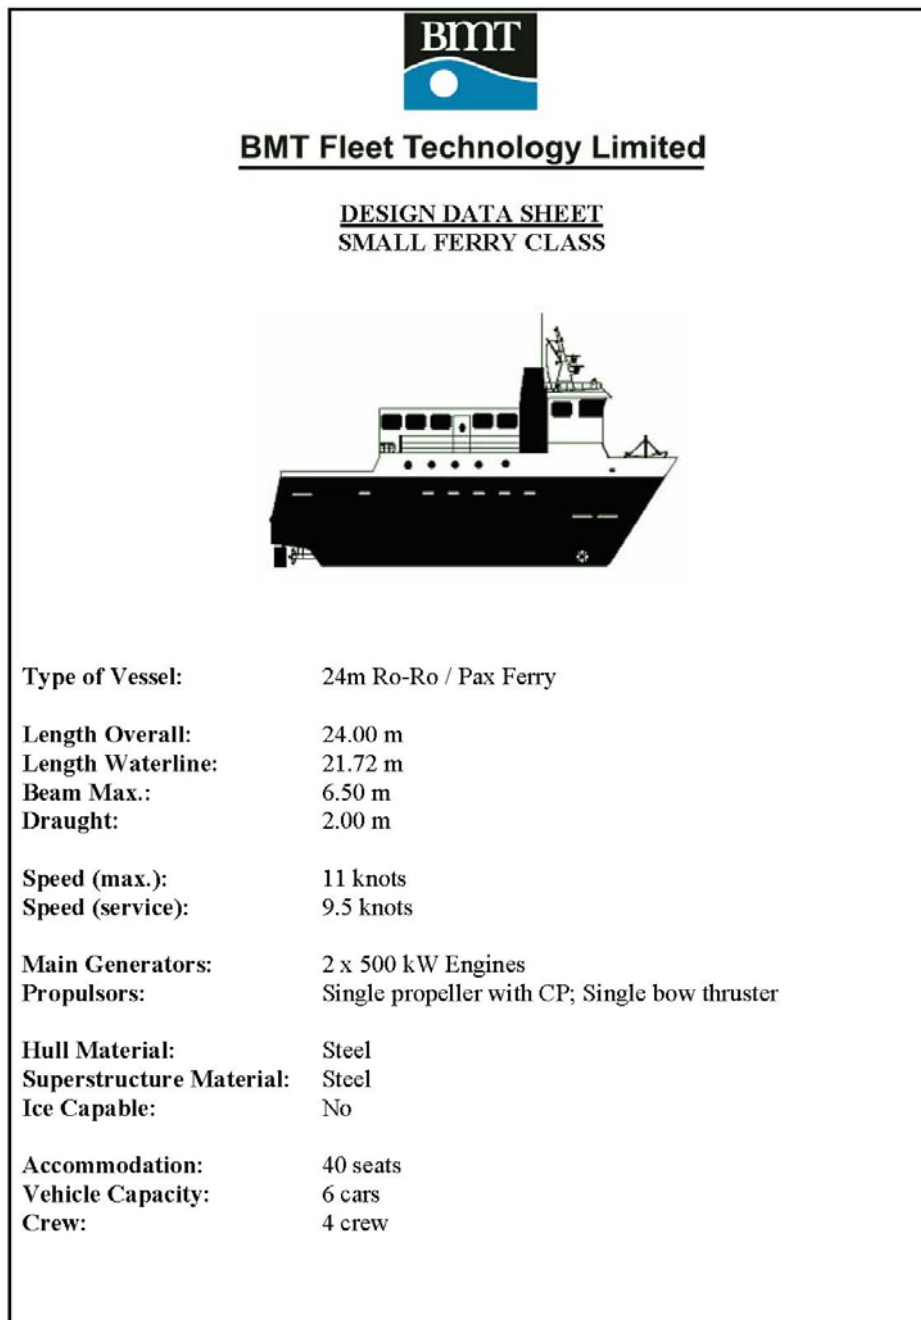 BMT
BMT Fleet Technology Limited
DESIGN DATA SHEET
SMALL FERRY CLASS
Type of Vessel: 24m Ro-Ro / Pax Ferry
Length Overall: 24.00 m
Length Waterline: 21.72 m
Beam Max.: 6.50 m
Draught: 2.00 m
Speed (max.): 11 knots
Speed (service): 9.5 knots
Main Generators: 2 x 500 kW Engines
Propulsors: Single propeller with CP; Single bow thruster
Hull Material: Steel
Superstructure Material: Steel
Ice Capable: No
Accommodation: 40 seats
Vehicle Capacity: 6 cars
Crew: 4 crew